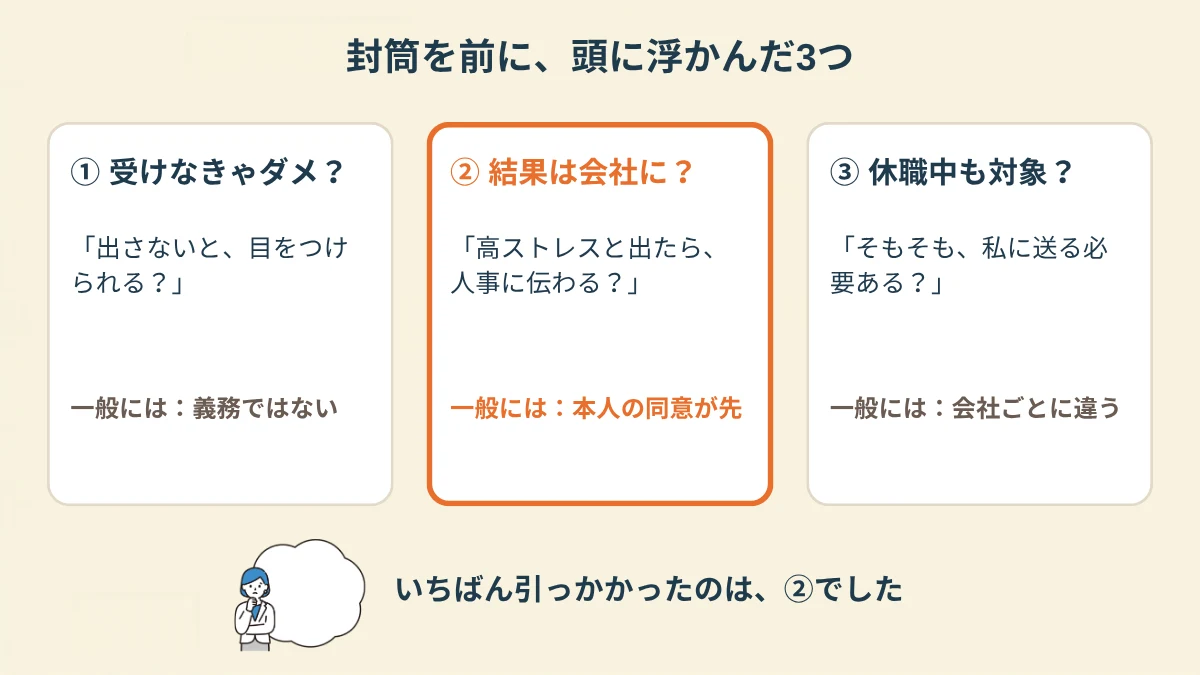 封筒を前に、頭に浮かんだ3つ
① 受けなきゃダメ？
「出さないと、目をつけ
られる？」
一般には：義務ではない
② 結果は会社に？
「高ストレスと出たら、
人事に伝わる？」
一般には：本人の同意が先
③ 休職中も対象？
「そもそも、私に送る必
要ある？」
一般には：会社ごとに違う
いちばん引っかかったのは、②でした